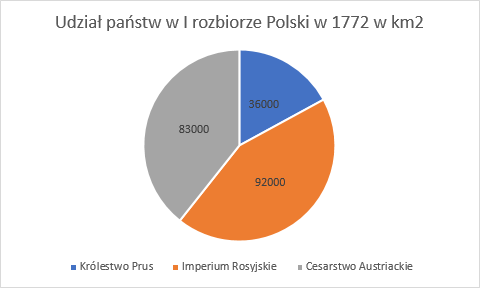 Udział państw w I rozbiorze Polski w 1772 w km2
36000
83000
92000
Królestwo Prus Imperium Rosyjskie Cesarstwo Austriackie